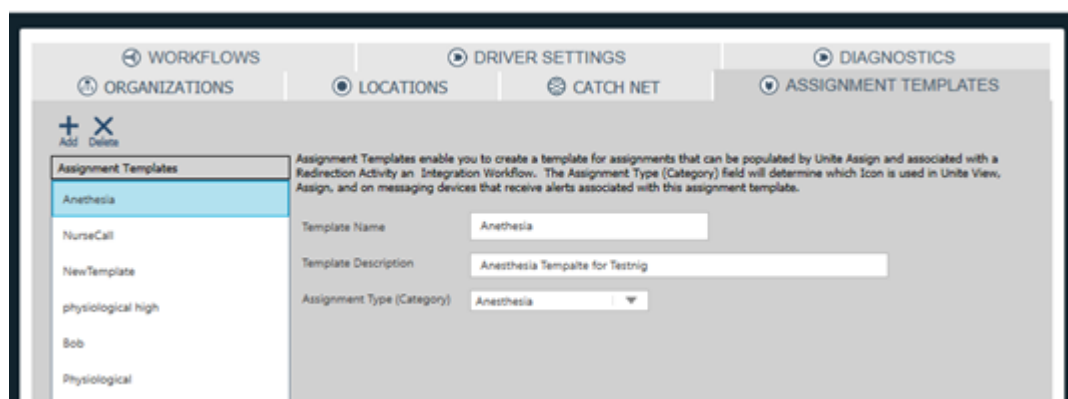 WORKFLOWS
DRIVER SETTINGS
DIAGNOSTICS
ORGANIZATIONS
LOCATIONS
CATCH NET
ASSIGNMENT TEMPLATES
Add Delete
Assignment Templates
Anethesia
NurseCall
NewTemplate
physiological high
Bob
Physiological
Assignment Templates enable you to create a template for assignments that can be populated by Unite Assign and associated with a
Redirection Activity an Integration Workflow. The Assignment Type (Category) field will determine which Icon is used in Unite View,
Assign, and on messaging devices that receive alerts associated with this assignment template.
Template Name
Anethesia
Template Description
Anesthesia Tempalte for Testnig
Assignment Type (Category)
Anesthesia